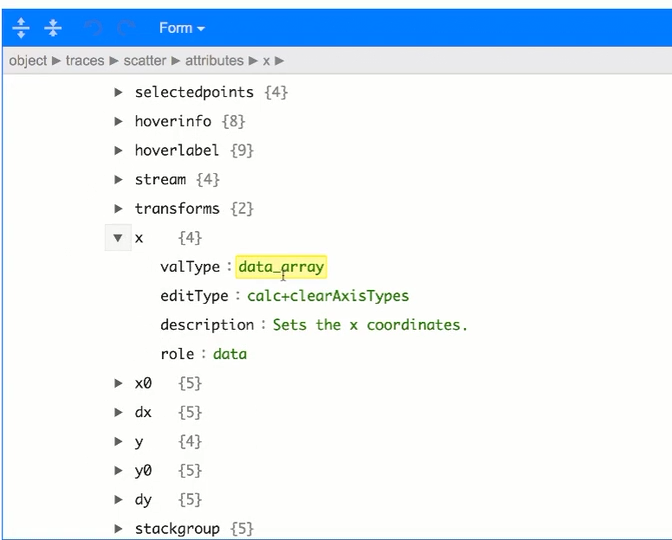 Form
object ▶ traces ▶ scatter ▶ attributes ▶ x ▶
selectedpoints {4}
hoverinfo {8}
hoverlabel {9}
stream {4}
transforms {2}
x {4}
valType : data_array
editType : calc+clearAxisTypes
description : Sets the x coordinates.
role : data
x0 {5}
dx {5}
y {4}
y0 {5}
dy {5}
stackgroup {5}